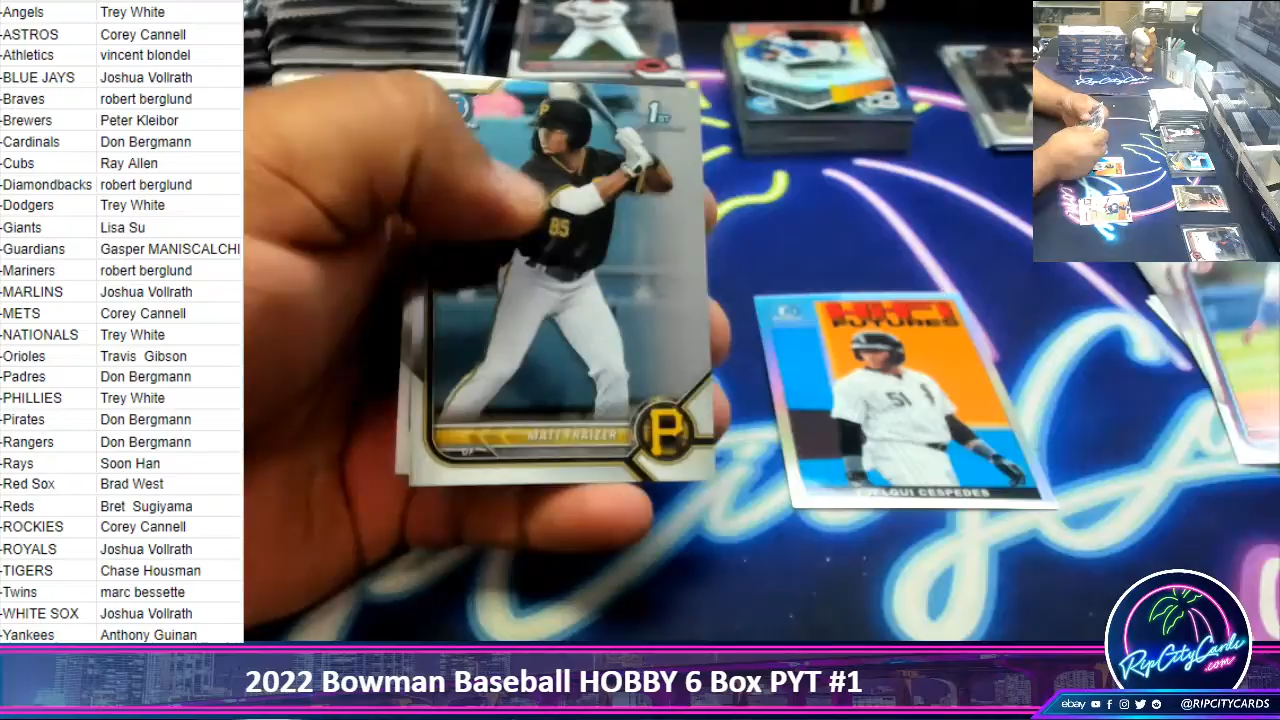 -Angels Trey White
-ASTROS Corey Cannell
-Athletics vincent blondel
-BLUE JAYS Joshua Vollrath
-Braves robert berglund
-Brewers Peter Kleibor
-Cardinals Don Bergmann
-Cubs Ray Allen
-Diamondbacks robert berglund
-Dodgers Trey White
-Giants Lisa Su
-Guardians Gasper MANISCALCHI
-Mariners robert berglund
-MARLINS Joshua Vollrath
-METS Corey Cannell
-NATIONALS Trey White
-Orioles Travis Gibson
-Padres Don Bergmann
-PHILLIES Trey White
-Pirates Don Bergmann
-Rangers Don Bergmann
-Rays Soon Han
-Red Sox Brad West
-Reds Bret Sugiyama
-ROCKIES Corey Cannell
-ROYALS Joshua Vollrath
-TIGERS Chase Housman
-Twins marc bessette
-WHITE SOX Joshua Vollrath
-Yankees Anthony Guinan
1ST
85
MATT FRAIZER
OF
P
FUTURES
51
CESPEDES
RipCityCards
.com
2022 Bowman Baseball HOBBY 6 Box PYT #1
ebay @RIPCITYCARDS